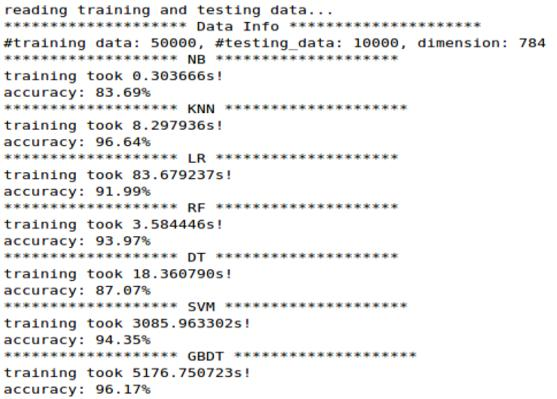 reading training and testing data...
******************** Data Info *********************
#training data: 50000, #testing_data: 10000, dimension: 784
******************* NB ********************
training took 0.303666s!
accuracy: 83.69%
******************* KNN ********************
training took 8.297936s!
accuracy: 96.64%
******************* LR ********************
training took 83.679237s!
accuracy: 91.99%
******************* RF ********************
training took 3.584446s!
accuracy: 93.97%
******************* DT ********************
training took 18.360790s!
accuracy: 87.07%
******************* SVM ********************
training took 3085.963302s!
accuracy: 94.35%
******************* GBDT ********************
training took 5176.750723s!
accuracy: 96.17%